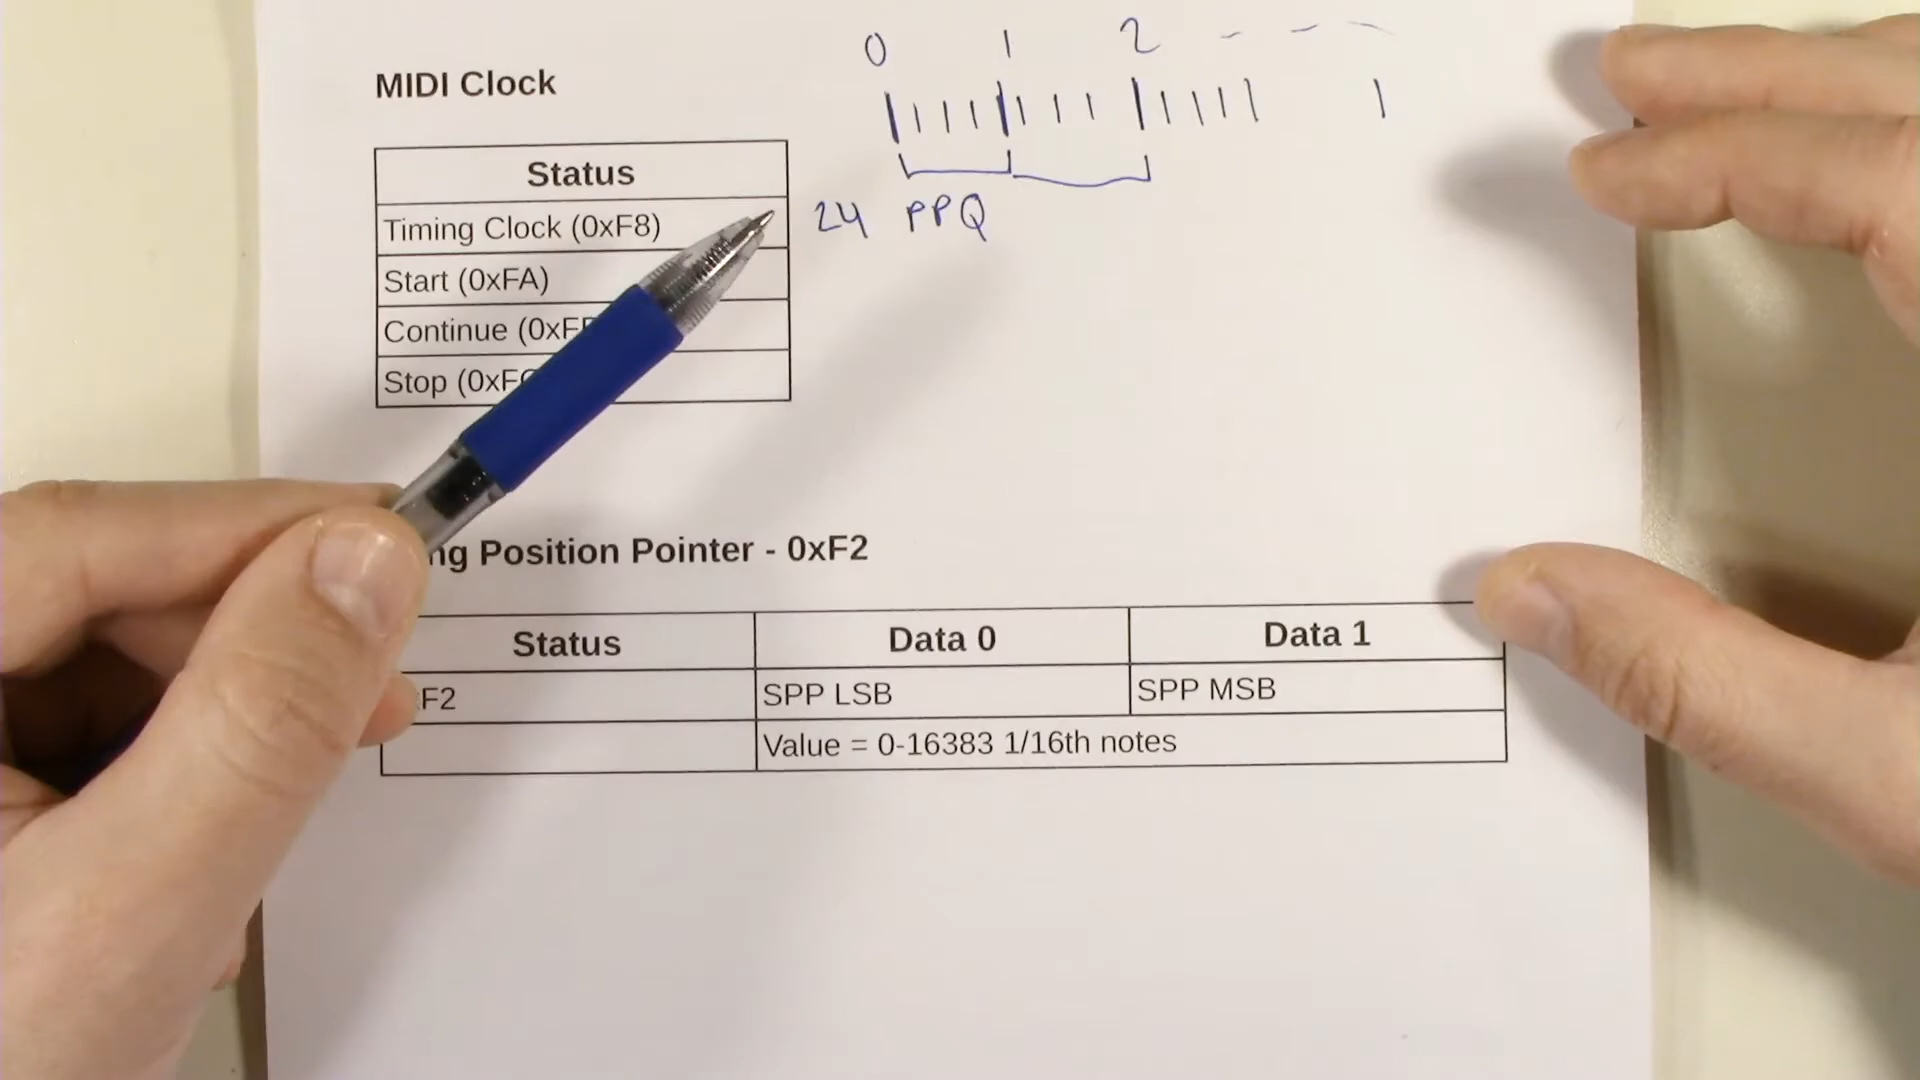 0 1 2
MIDI Clock
Status
24 PPQ
Timing Clock (0xF8)
Start (0xFA)
Continue
Stop
Position Pointer - 0xF2
Status Data 0 Data 1
F2 SPP LSB SPP MSB
Value = 0-16383 1/16th notes